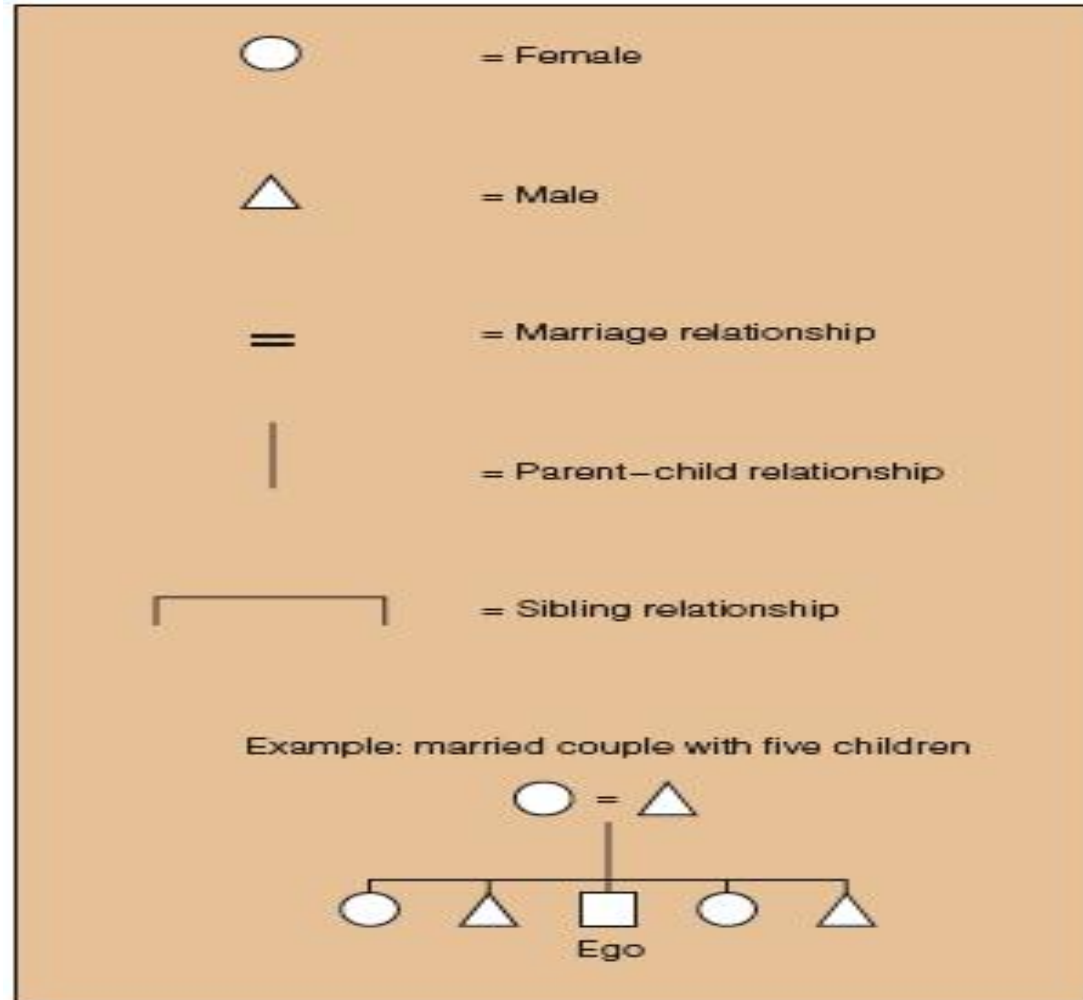 = Female
= Male
= Marriage relationship
= Parent-child relationship
= Sibling relationship
Example: married couple with five children
=
Ego